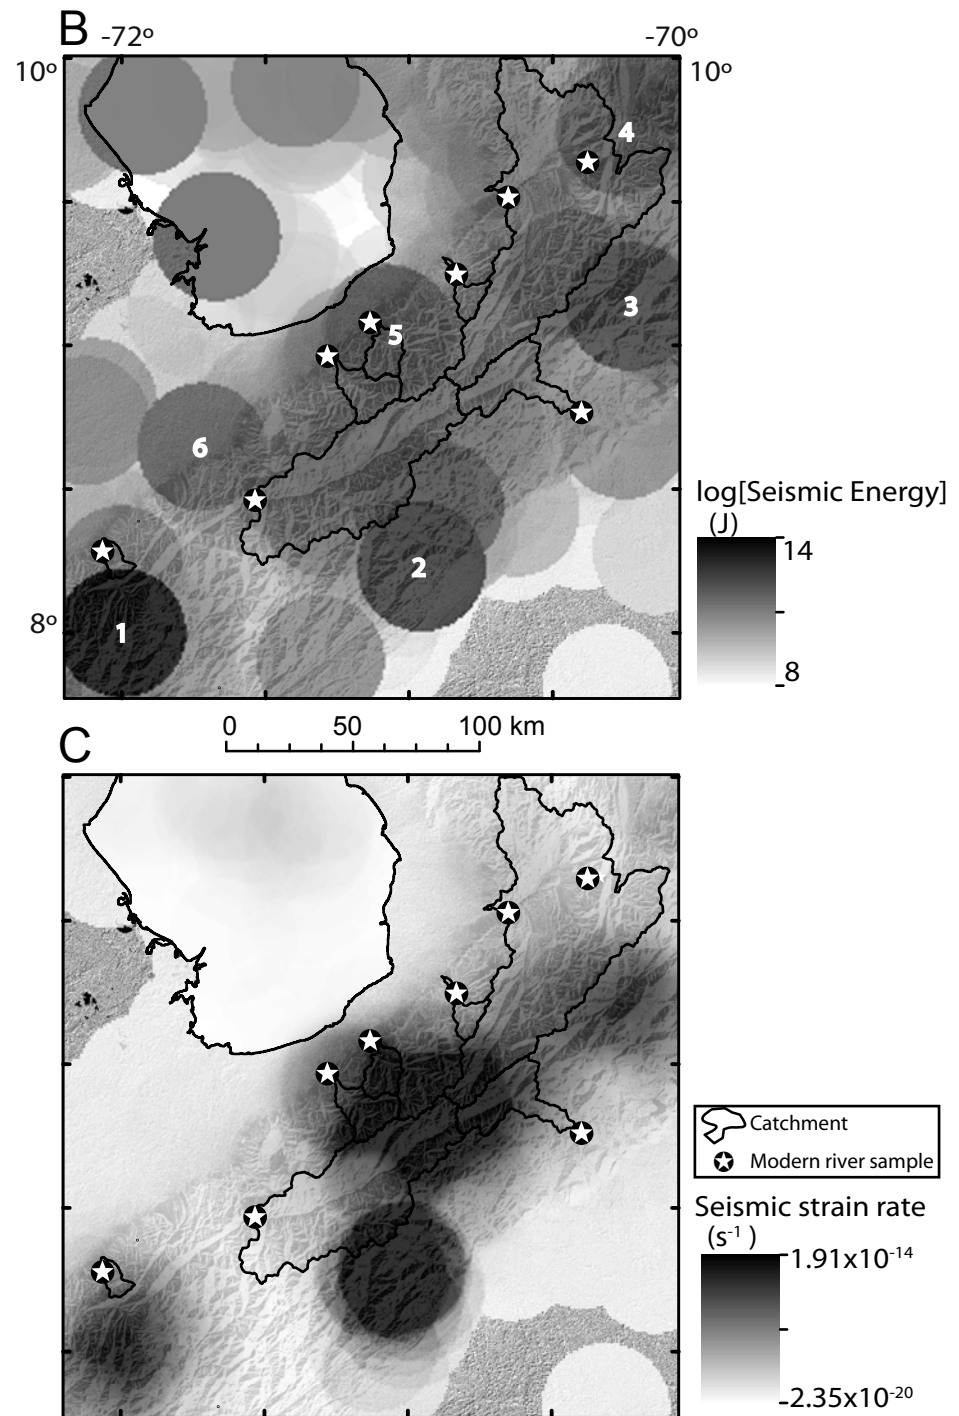 B
-72º -70º
10º 10º
4
3
5
6
2
1
8º
log[Seismic Energy]
(J)
14
8
0 50 100 km
C
Catchment
Modern river sample
Seismic strain rate
(s⁻¹ )
1.91x10⁻¹⁴
2.35x10⁻²⁰